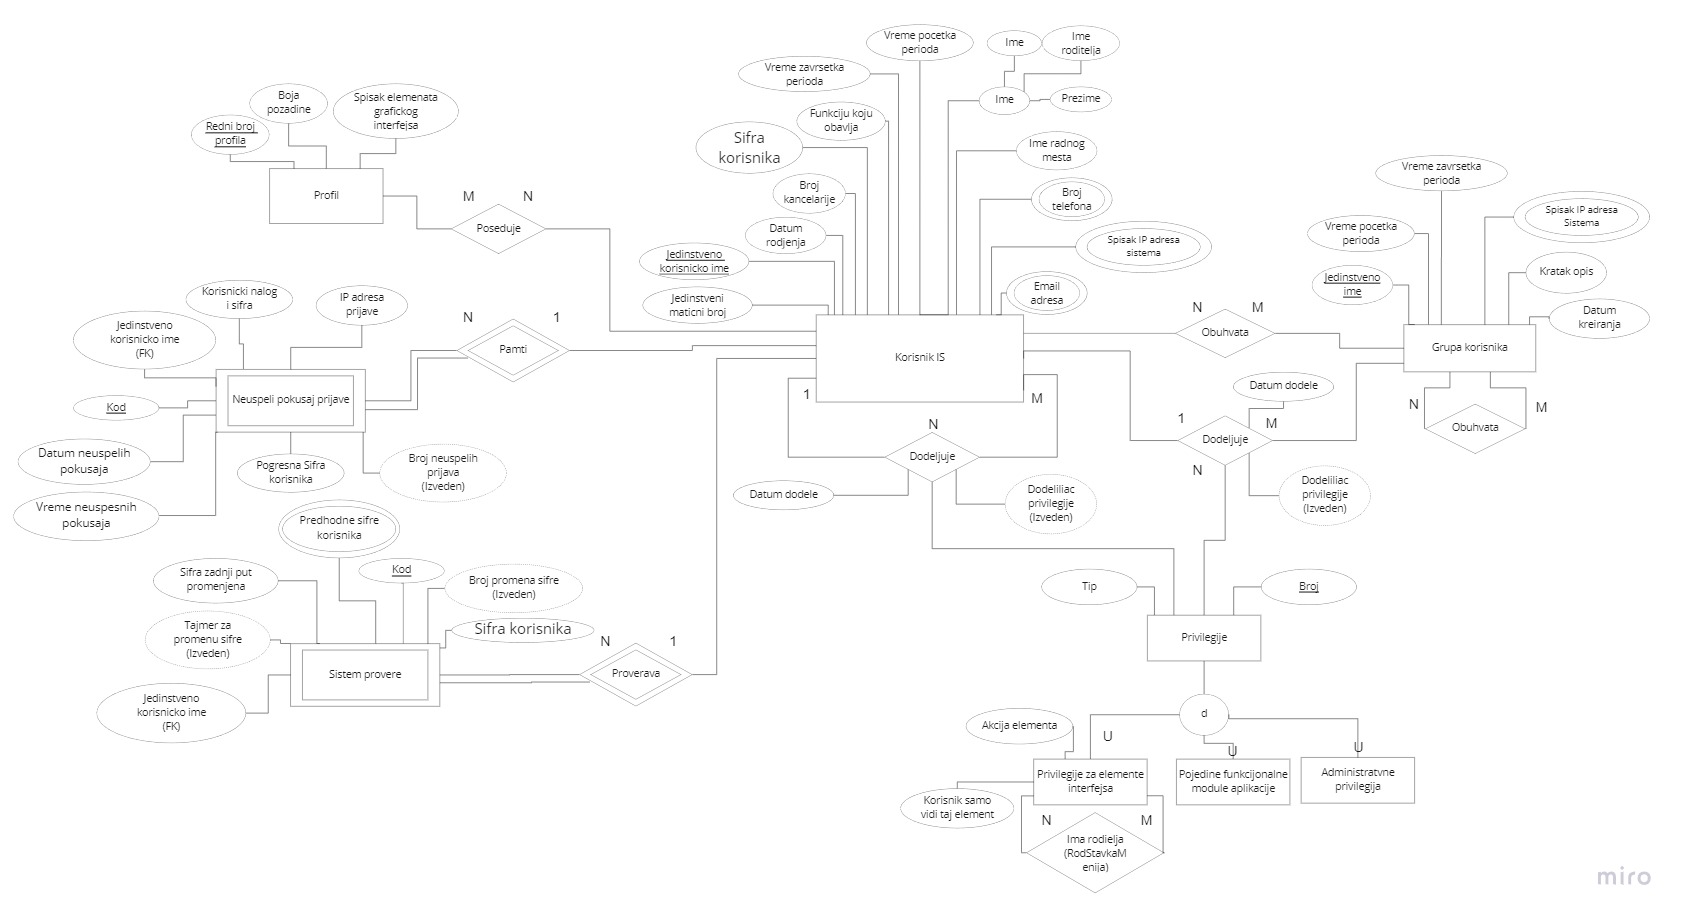 Vreme pocetka
perioda
Ime
Ime
roditelja
Vreme zavrsetka
perioda
Ime
Prezime
Boja
pozadine
Spisak elemenata
grafickog
interfejsa
Redni broj
profila
Funkciju koju
obavlja
Sifra
korisnika
Ime radnog
mesta
Profil
M
N
Poseduje
Broj
kancelarije
Broj
telefona
Datum
rodjenja
Spisak IP adresa
sistema
Jedinstveno
korisnicko ime
Email
adresa
Jedinstveni
maticni broj
Vreme zavrsetka
perioda
Spisak IP adresa
Sistema
Vreme pocetka
perioda
Jedinstveno
ime
Kratak opis
Datum
kreiranja
Korisnicki nalog
i sifra
IP adresa
prijave
Jedinstveno
korisnicko ime
(FK)
N
1
Pamti
Korisnik IS
N
M
Obuhvata
Grupa korisnika
Neuspeli pokusaj prijave
Kod
Datum neuspelih
pokusaja
Vreme neuspesnih
pokusaja
Pogresna Sifra
korisnika
Broj neuspelih
prijava
(Izveden)
1
M
N
Dodeljuje
Datum dodele
Dodeliliac
privilegije
(Izveden)
Datum dodele
1
M
Dodeljuje
N
Dodeliliac
privilegije
(Izveden)
N
M
Obuhvata
Predhodne sifre
korisnika
Sifra zadnji put
promenjena
Kod
Broj promena sifre
(Izveden)
Tajmer za
promenu sifre
(Izveden)
Sifra korisnika
Sistem provere
Jedinstveno
korisnicko ime
(FK)
N
1
Proverava
Tip
Broj
Privilegije
d
Akcija elementa
U
U
U
Privilegije za elemente
interfejsa
Pojedine funkcijonalne
module aplikacije
Administratvne
privilegija
Korisnik samo
vidi taj element
N
M
Ima rodielja
(RodStavkaM
enija)
miro